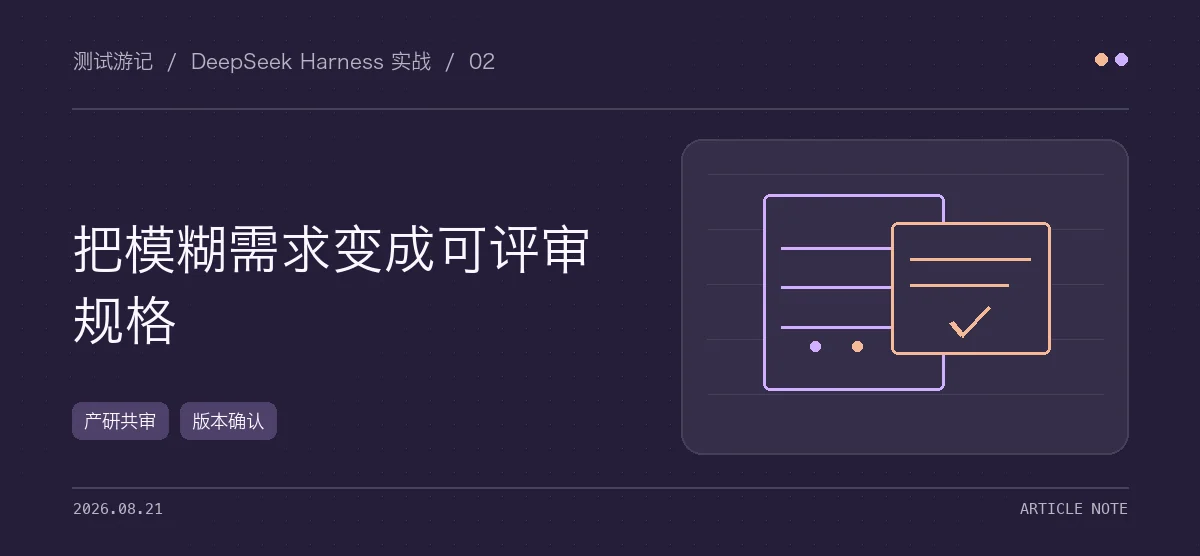 测试游记 / DeepSeek Harness 实战 / 02
把模糊需求变成可评审
规格
产研共审 版本确认
2026.08.21 ARTICLE NOTE